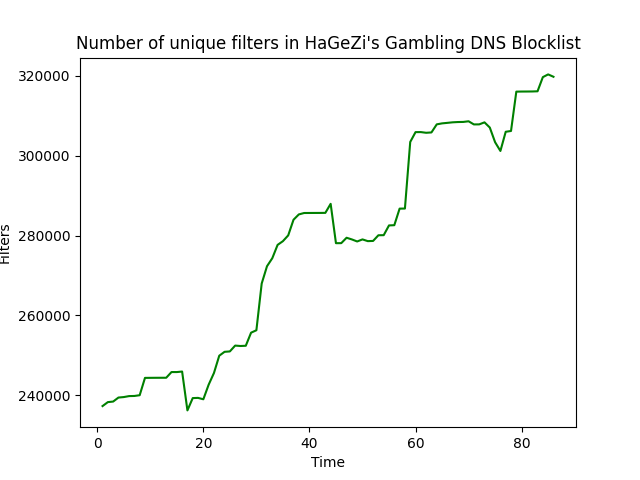 Number of unique filters in HaGeZi's Gambling DNS Blocklist
320000
300000
280000
260000
240000
Filters
0 20 40 60 80
Time